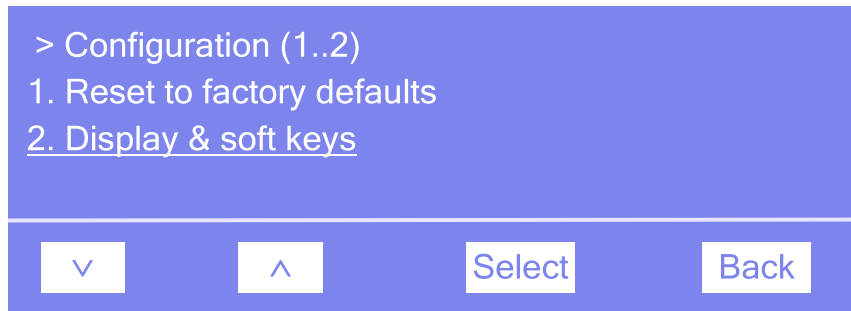 > Configuration (1..2)
1. Reset to factory defaults
2. Display & soft keys
∨ ∧ Select Back